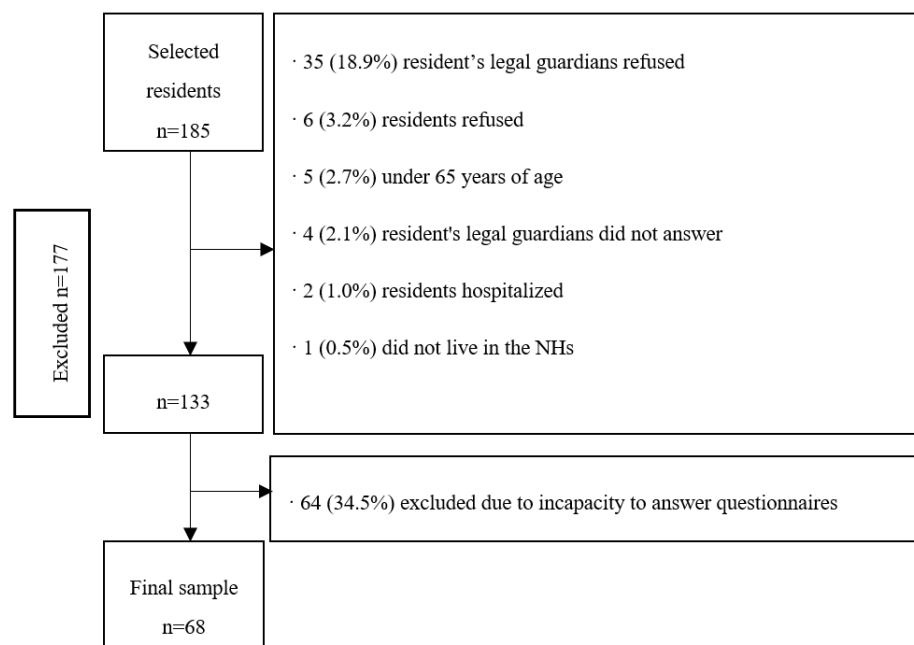 Selected
residents
n=185
· 35 (18.9%) resident’s legal guardians refused
· 6 (3.2%) residents refused
· 5 (2.7%) under 65 years of age
· 4 (2.1%) resident's legal guardians did not answer
· 2 (1.0%) residents hospitalized
· 1 (0.5%) did not live in the NHs
Excluded n=177
n=133
· 64 (34.5%) excluded due to incapacity to answer questionnaires
Final sample
n=68